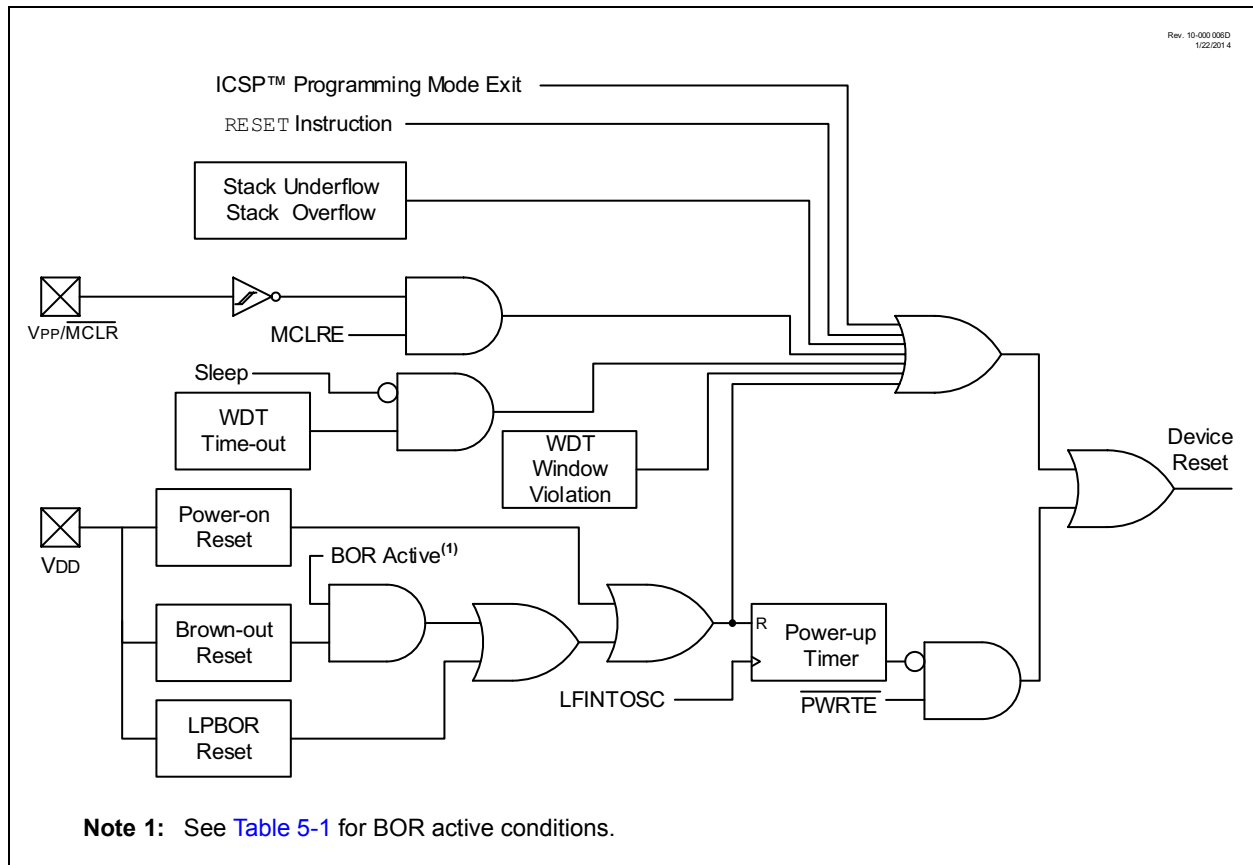 Rev. 10-000 006D
1/22/201 4
ICSP™ Programming Mode Exit
RESET Instruction
Stack Underflow
Stack Overflow
VPP/MCLR
MCLRE
Sleep
WDT
Time-out
WDT
Window
Violation
Device
Reset
VDD
Power-on
Reset
BOR Active(1)
Brown-out
Reset
R
Power-up
Timer
LFINTOSC
PWRTE
LPBOR
Reset
Note 1: See Table 5-1 for BOR active conditions.